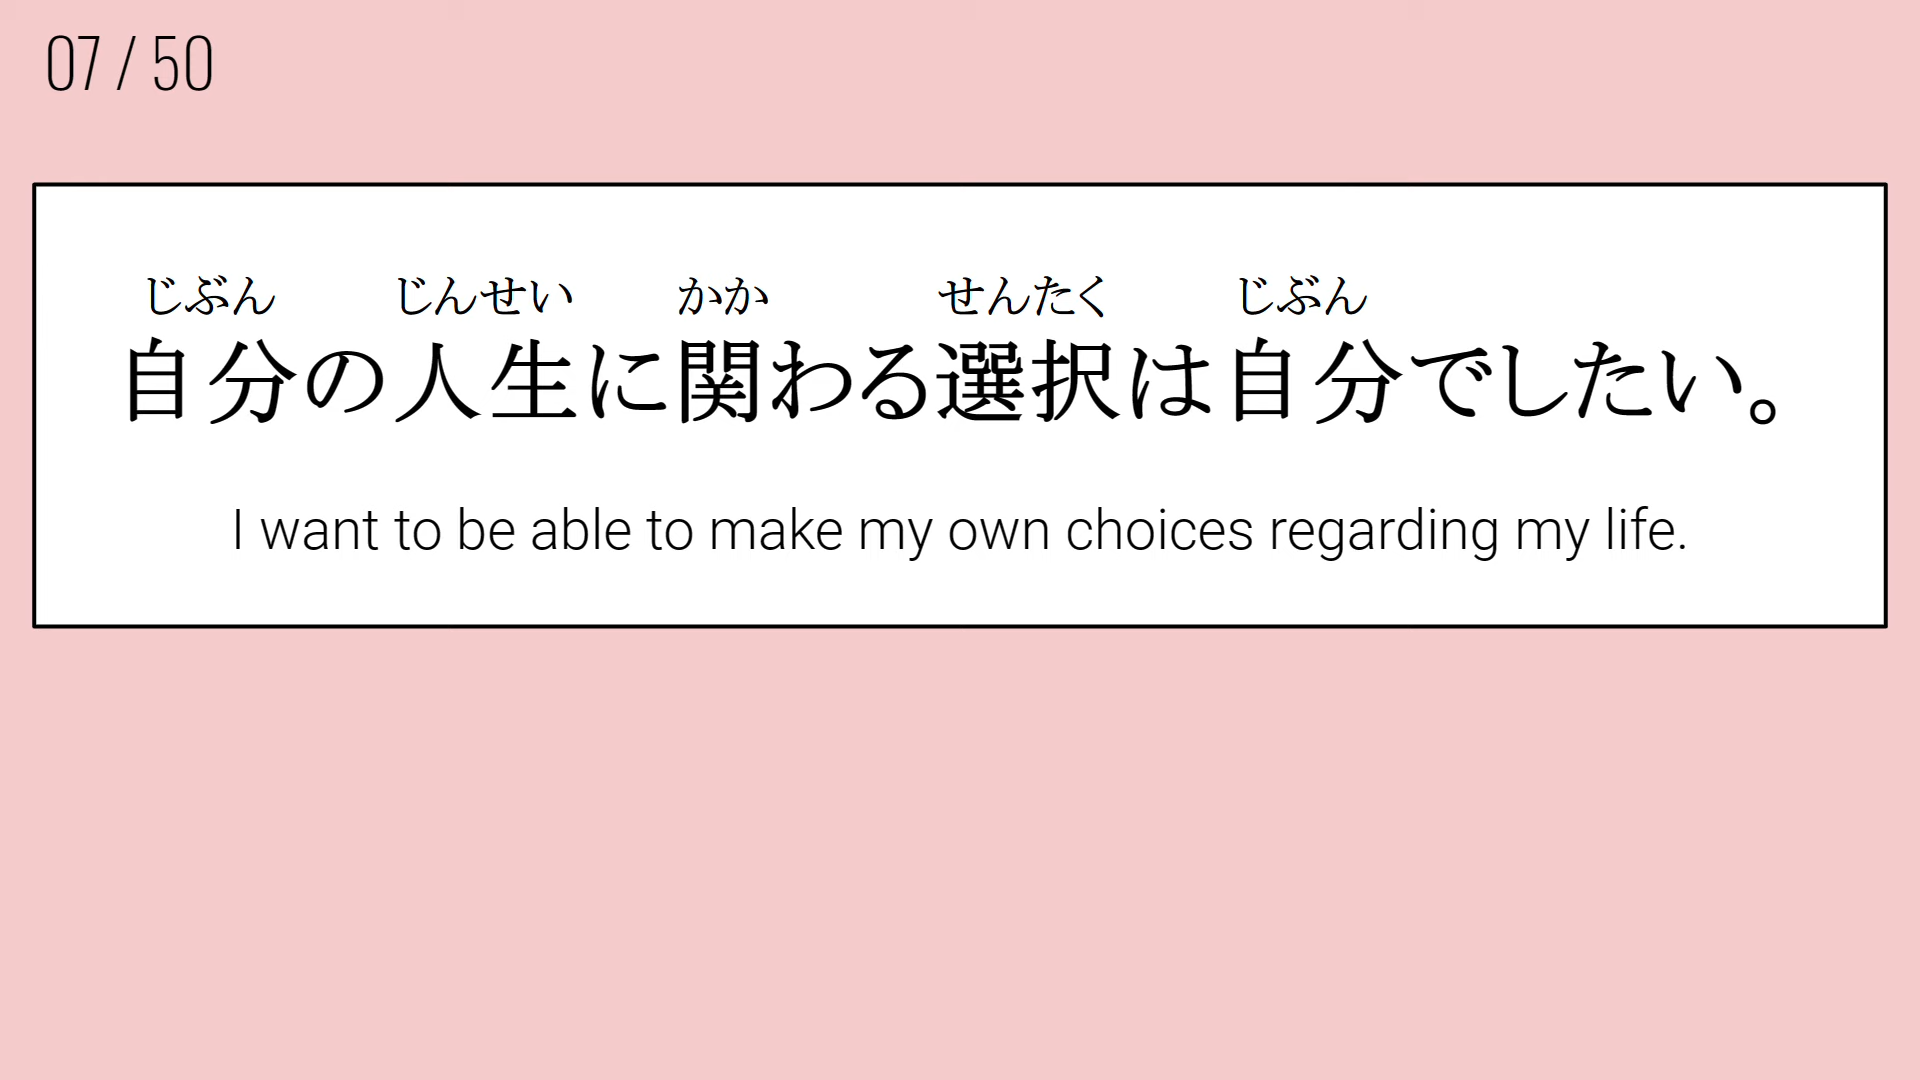 07 / 50
じぶん じんせい かか せんたく じぶん
自分の人生に関わる選択は自分でしたい。
I want to be able to make my own choices regarding my life.